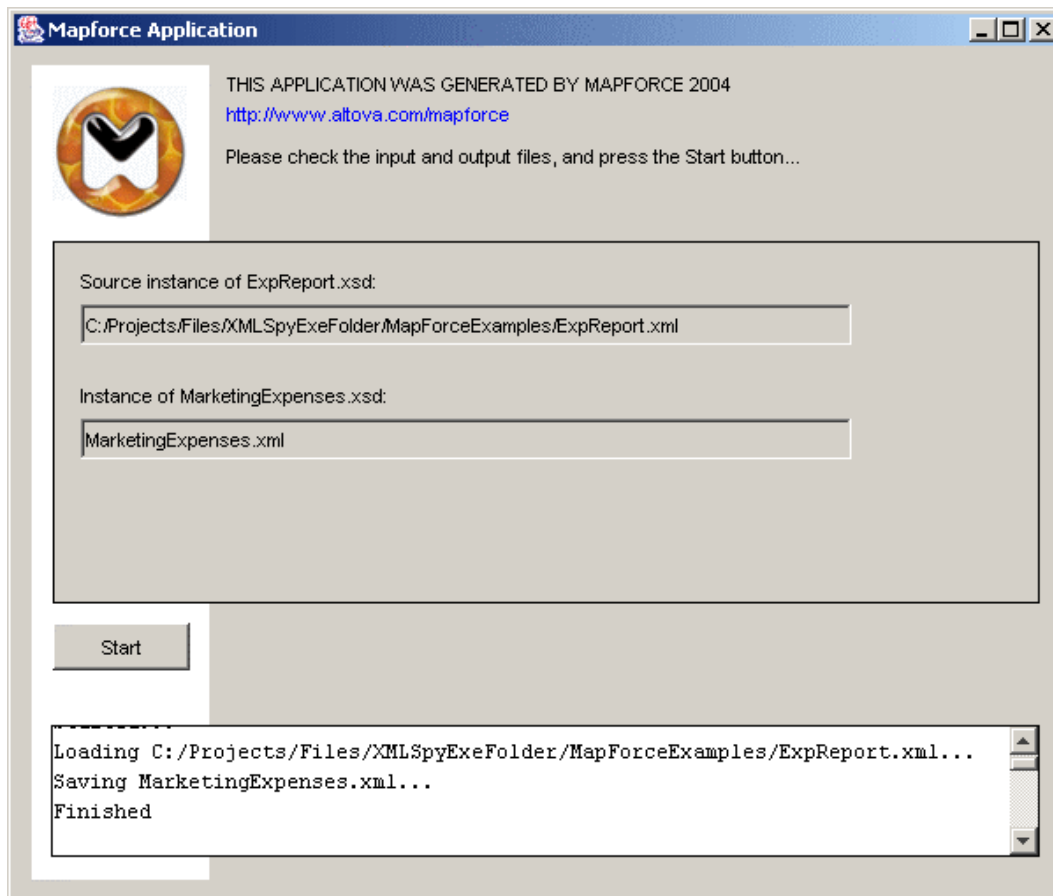 Mapforce Application
THIS APPLICATION WAS GENERATED BY MAPFORCE 2004
http://www.altova.com/mapforce
Please check the input and output files, and press the Start button...
Source instance of ExpReport.xsd:
C:/Projects/Files/XMLSpyExeFolder/MapForceExamples/ExpReport.xml
Instance of MarketingExpenses.xsd:
MarketingExpenses.xml
Start
Loading C:/Projects/Files/XMLSpyExeFolder/MapForceExamples/ExpReport.xml...
Saving MarketingExpenses.xml...
Finished